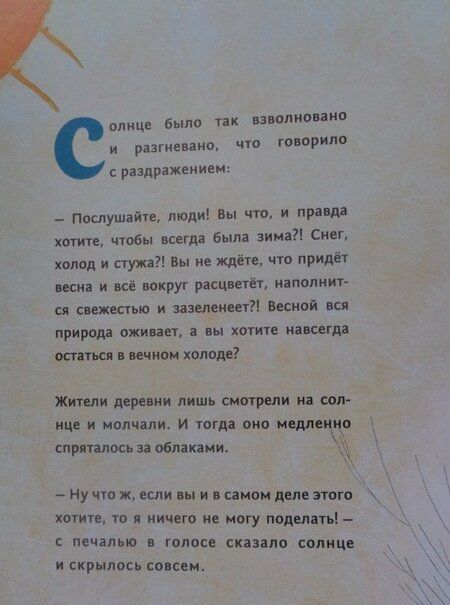 Солнце было так взволновано
и разгневано, что говорило
с раздражением:
– Послушайте, люди! Вы что, и правда
хотите, чтобы всегда была зима?! Снег,
холод и стужа?! Вы не ждёте, что придёт
весна и всё вокруг расцветёт, наполнит-
ся свежестью и зазеленеет?! Весной вся
природа оживает, а вы хотите навсегда
остаться в вечном холоде?
Жители деревни лишь смотрели на сол-
нце и молчали. И тогда оно медленно
спряталось за облаками.
– Ну что ж, если вы и в самом деле этого
хотите, то я ничего не могу поделать! –
с печалью в голосе сказало солнце
и скрылось совсем.